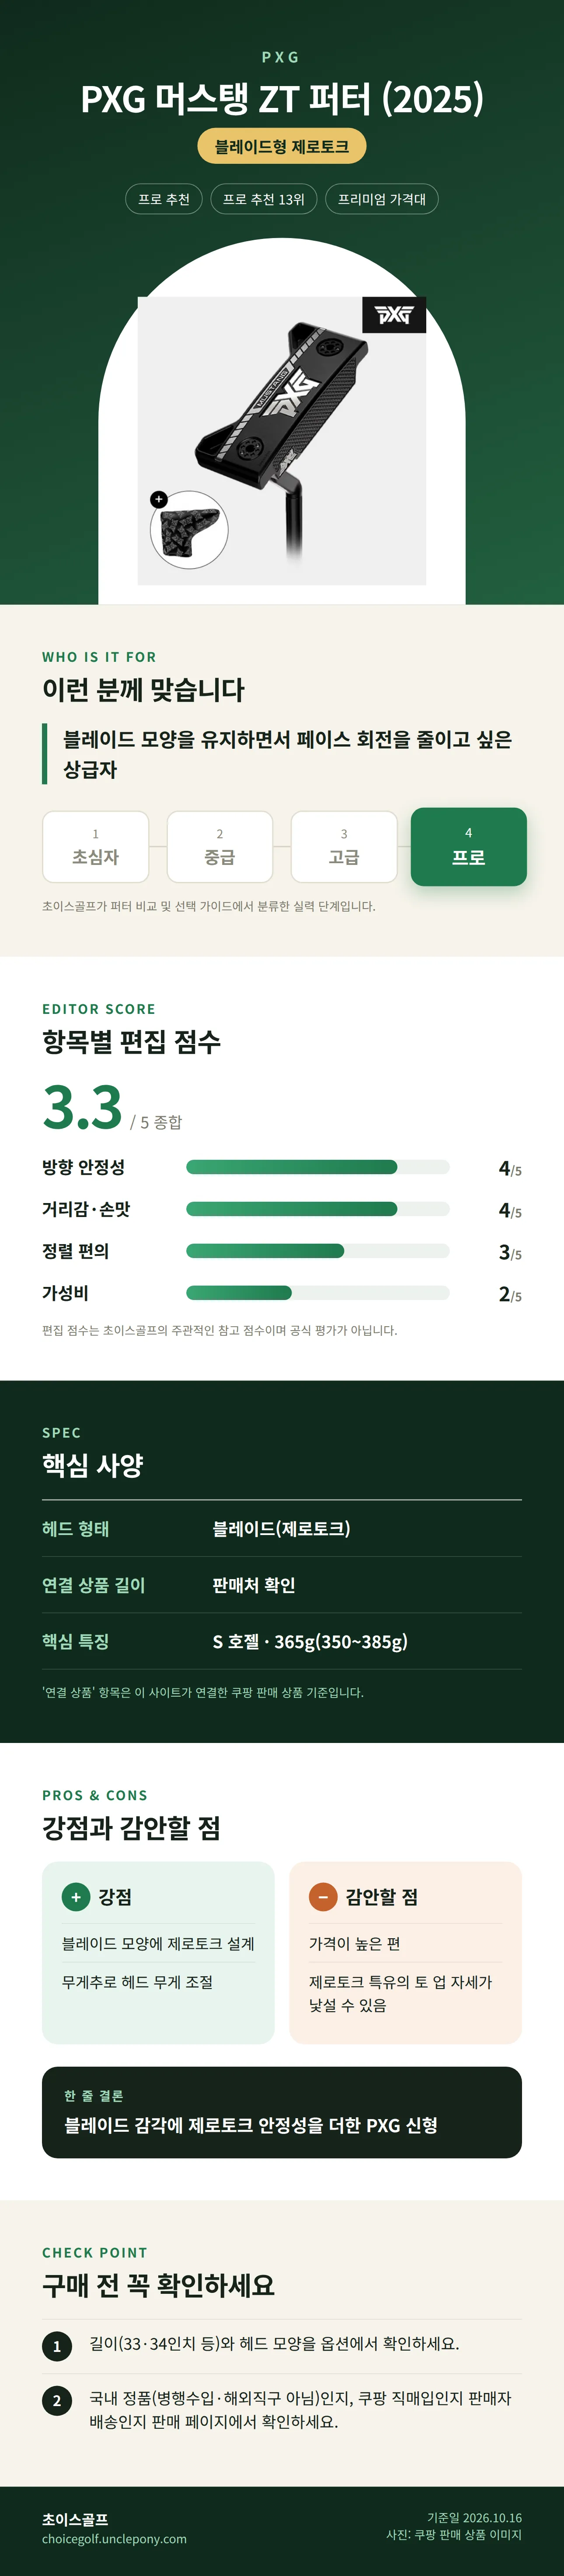 PXG
PXG 머스탱 ZT 퍼터 (2025)
블레이드형 제로토크
프로 추천
프로 추천 13위
프리미엄 가격대
PXG
MUSTANG
PXG
+
WHO IS IT FOR
이런 분께 맞습니다
블레이드 모양을 유지하면서 페이스 회전을 줄이고 싶은
상급자
1
초심자
2
중급
3
고급
4
프로
초이스골프가 퍼터 비교 및 선택 가이드에서 분류한 실력 단계입니다.
EDITOR SCORE
항목별 편집 점수
3.3 / 5 종합
방향 안정성 4/5
거리감·손맛 4/5
정렬 편의 3/5
가성비 2/5
편집 점수는 초이스골프의 주관적인 참고 점수이며 공식 평가가 아닙니다.
SPEC
핵심 사양
헤드 형태 블레이드(제로토크)
연결 상품 길이 판매처 확인
핵심 특징 S 호젤 · 365g(350~385g)
'연결 상품' 항목은 이 사이트가 연결한 쿠팡 판매 상품 기준입니다.
PROS & CONS
강점과 감안할 점
+ 강점
블레이드 모양에 제로토크 설계
무게추로 헤드 무게 조절
− 감안할 점
가격이 높은 편
제로토크 특유의 토 업 자세가
낯설 수 있음
한 줄 결론
블레이드 감각에 제로토크 안정성을 더한 PXG 신형
CHECK POINT
구매 전 꼭 확인하세요
1 길이(33·34인치 등)와 헤드 모양을 옵션에서 확인하세요.
2 국내 정품(병행수입·해외직구 아님)인지, 쿠팡 직매입인지 판매자
배송인지 판매 페이지에서 확인하세요.
초이스골프
choicegolf.unclepony.com
기준일 2026.10.16
사진: 쿠팡 판매 상품 이미지